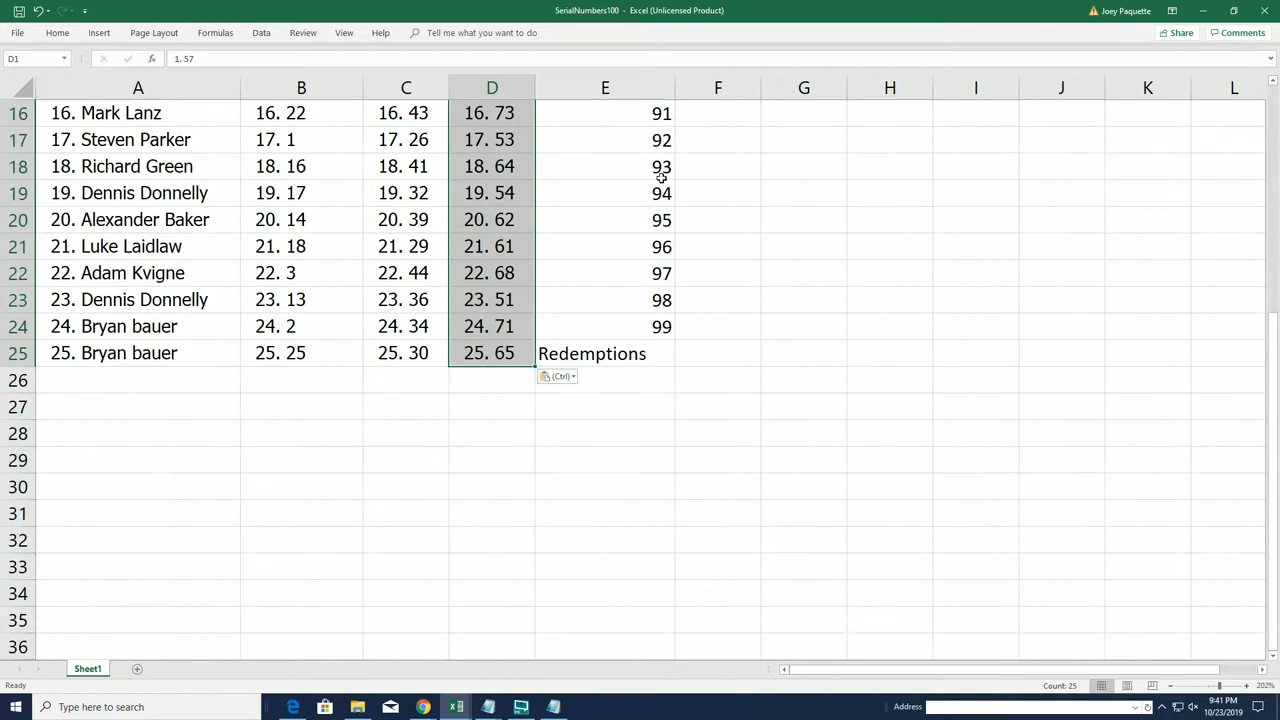 SerialNumbers100 - Excel (Unlicensed Product)
Joey Paquette
File Home Insert Page Layout Formulas Data Review View Help Tell me what you want to do Share Comments
D1 fx 1. 57
A B C D E F G H I J K L
16 16. Mark Lanz 16. 22 16. 43 16. 73 91
17 17. Steven Parker 17. 1 17. 26 17. 53 92
18 18. Richard Green 18. 16 18. 41 18. 64 93
19 19. Dennis Donnelly 19. 17 19. 32 19. 54 94
20 20. Alexander Baker 20. 14 20. 39 20. 62 95
21 21. Luke Laidlaw 21. 18 21. 29 21. 61 96
22 22. Adam Kvigne 22. 3 22. 44 22. 68 97
23 23. Dennis Donnelly 23. 13 23. 36 23. 51 98
24 24. Bryan bauer 24. 2 24. 34 24. 71 99
25 25. Bryan bauer 25. 25 25. 30 25. 65 Redemptions
26 (Ctrl)
27
28
29
30
31
32
33
34
35
36
Sheet1
Ready Count: 25 202%
Type here to search Address 9:41 PM
10/23/2019